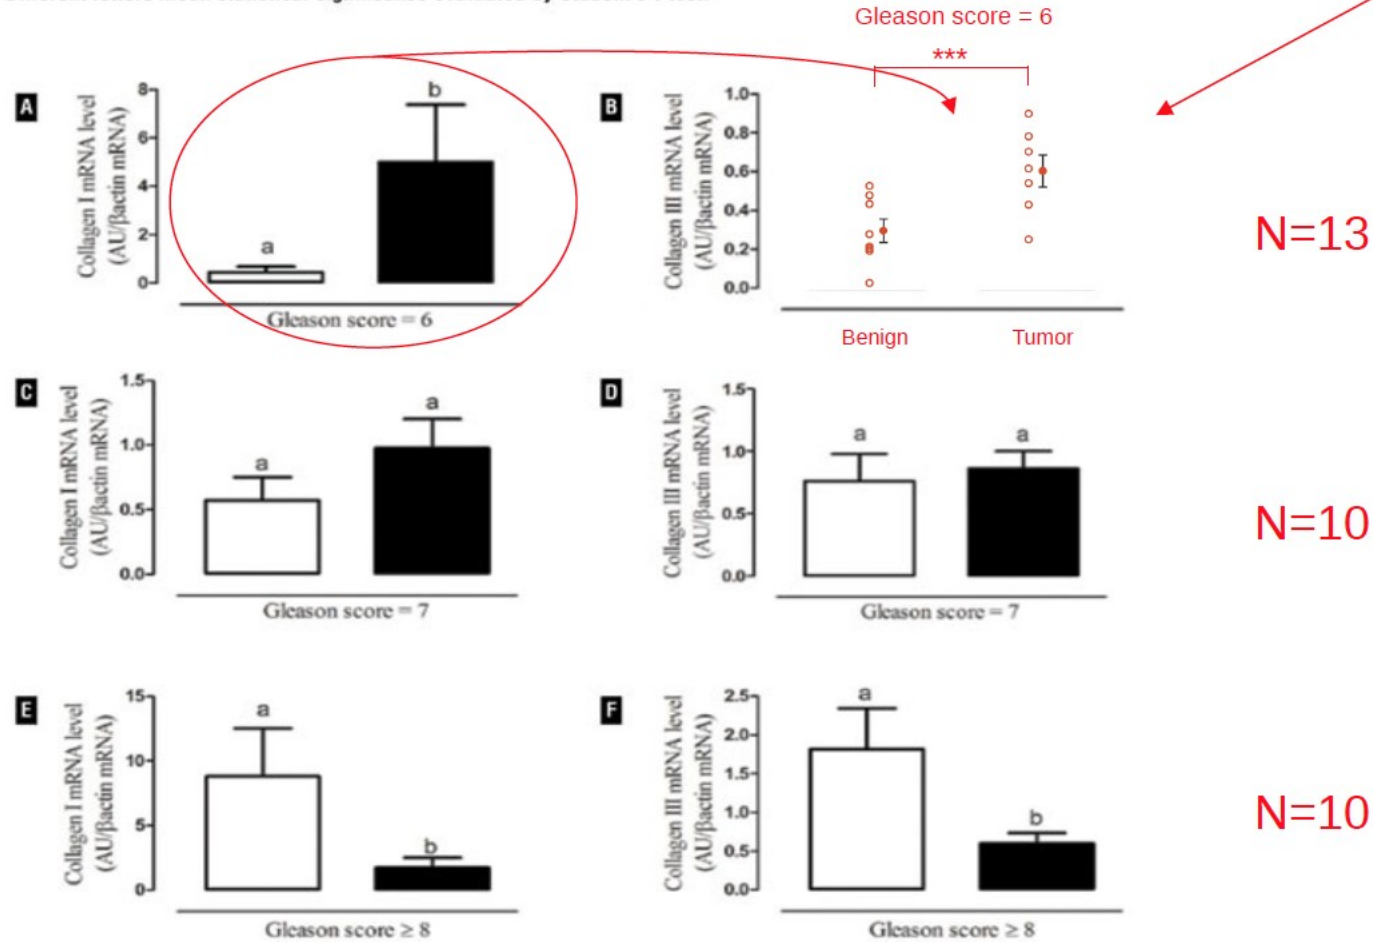 Gleason score = 6
***
A
Collagen I mRNA level
(AU/βactin mRNA)
8
6
4
2
0
a
b
Gleason score = 6
B
Collagen III mRNA level
(AU/βactin mRNA)
1.0
0.8
0.6
0.4
0.2
0.0
Benign
Tumor
N=13
C
Collagen I mRNA level
(AU/βactin mRNA)
1.5
1.0
0.5
0.0
a
a
Gleason score = 7
D
Collagen III mRNA level
(AU/βactin mRNA)
1.5
1.0
0.5
0.0
a
a
Gleason score = 7
N=10
E
Collagen I mRNA level
(AU/βactin mRNA)
15
10
5
0
a
b
Gleason score ≥ 8
F
Collagen III mRNA level
(AU/βactin mRNA)
2.5
2.0
1.5
1.0
0.5
0.0
a
b
Gleason score ≥ 8
N=10